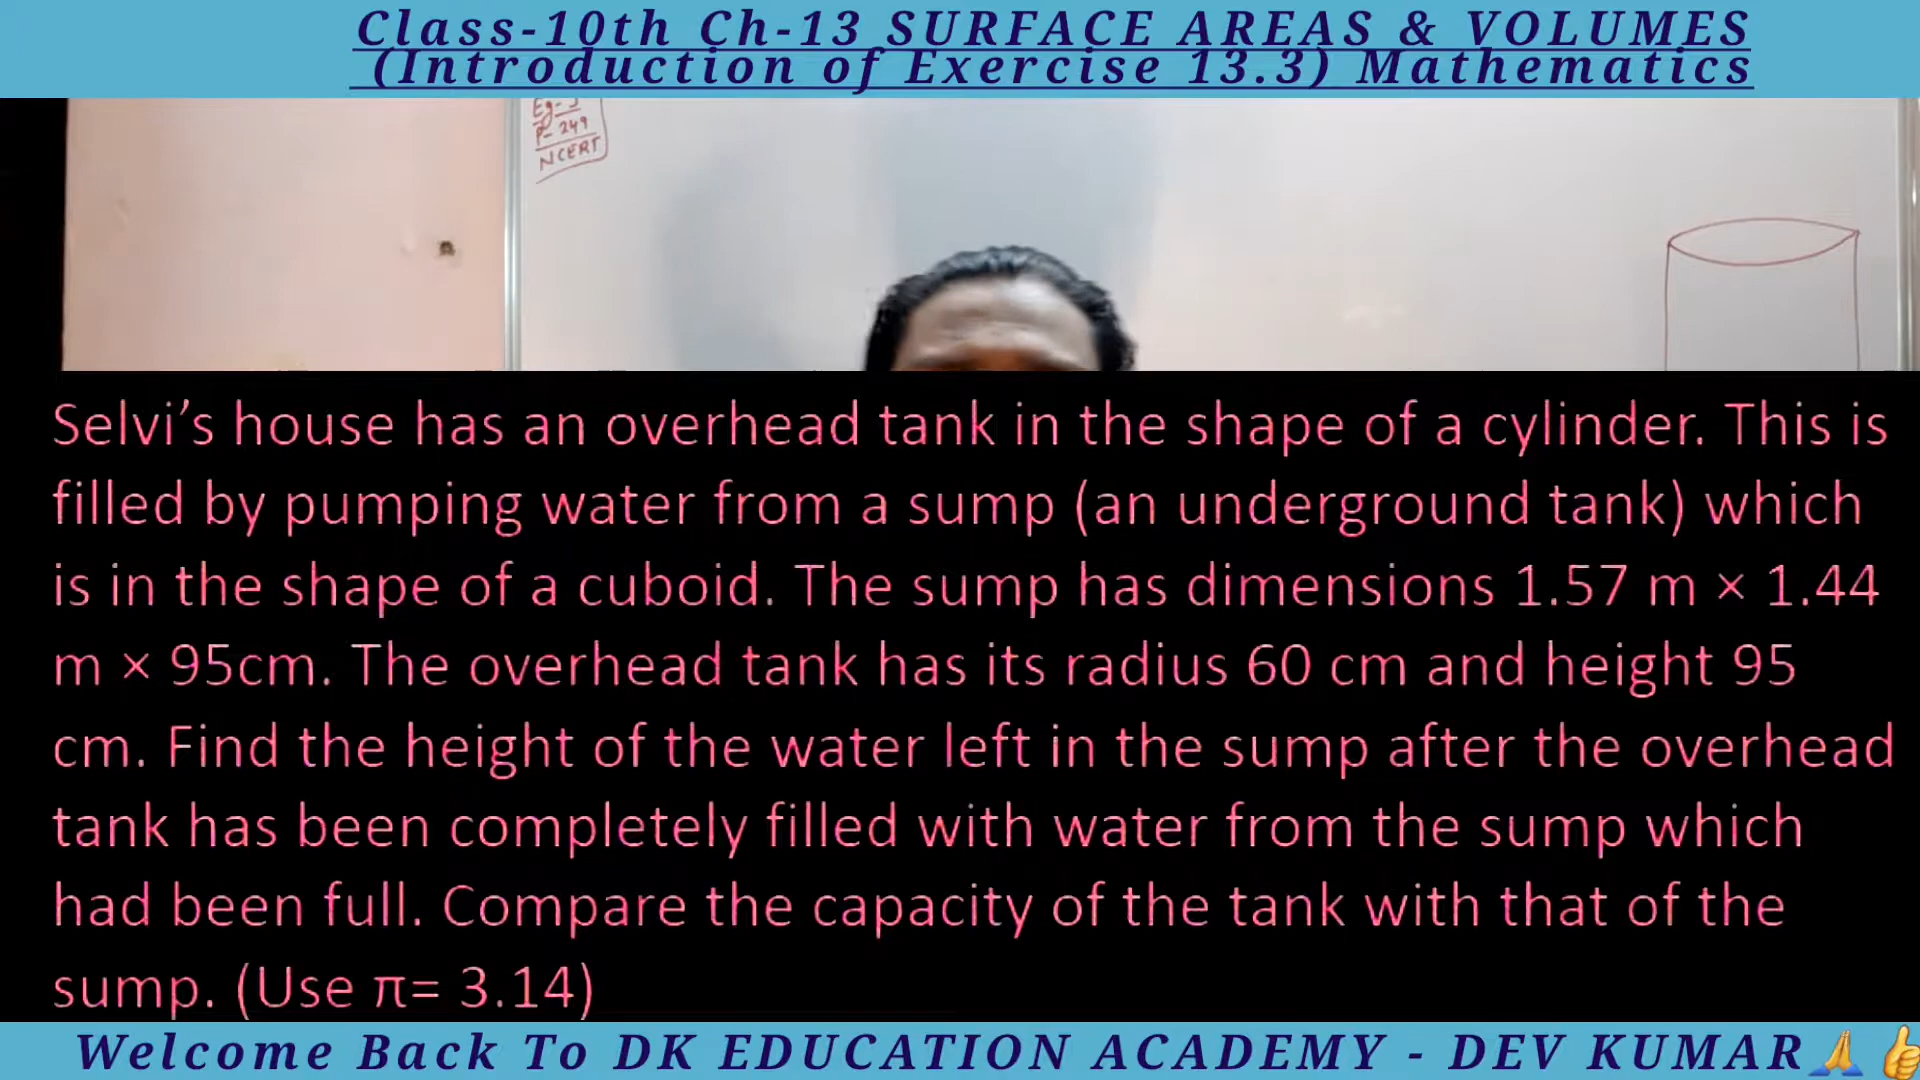 Class-10th Ch-13 SURFACE AREAS & VOLUMES
(Introduction of Exercise 13.3) Mathematics
P- 249
NCERT
Selvi’s house has an overhead tank in the shape of a cylinder. This is
filled by pumping water from a sump (an underground tank) which
is in the shape of a cuboid. The sump has dimensions 1.57 m × 1.44
m × 95cm. The overhead tank has its radius 60 cm and height 95
cm. Find the height of the water left in the sump after the overhead
tank has been completely filled with water from the sump which
had been full. Compare the capacity of the tank with that of the
sump. (Use π= 3.14)
Welcome Back To DK EDUCATION ACADEMY - DEV KUMAR🙏👍